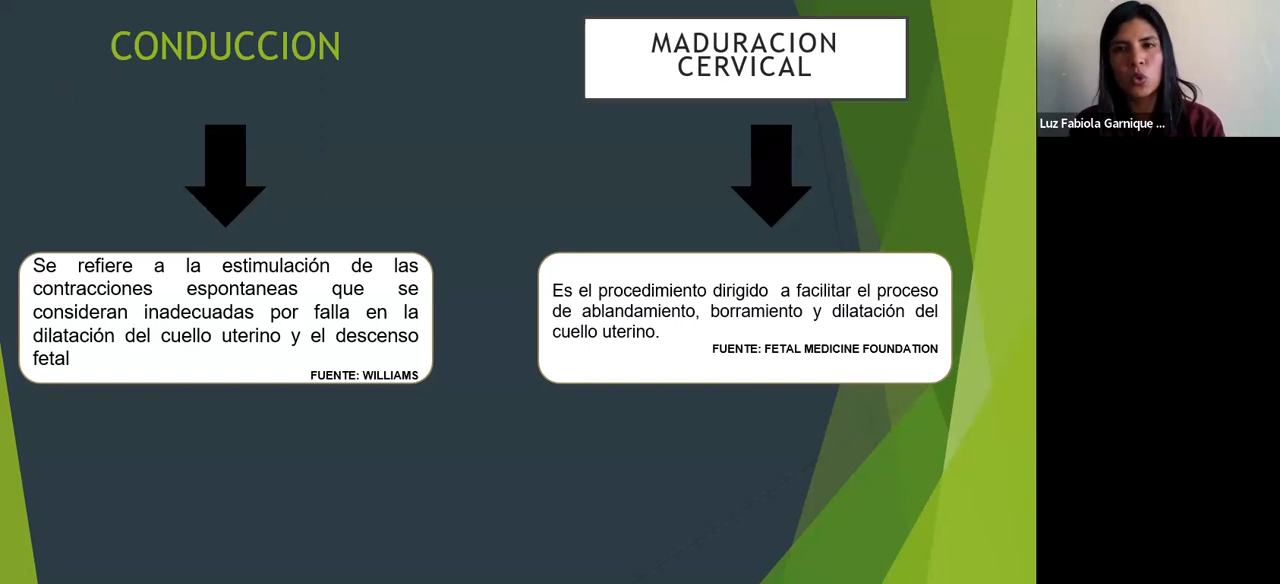 CONDUCCION
MADURACION
CERVICAL
Se refiere a la estimulación de las
contracciones espontaneas que se
consideran inadecuadas por falla en la
dilatación del cuello uterino y el descenso
fetal
FUENTE: WILLIAMS
Es el procedimiento dirigido a facilitar el proceso
de ablandamiento, borramiento y dilatación del
cuello uterino.
FUENTE: FETAL MEDICINE FOUNDATION
Luz Fabiola Garnique ...